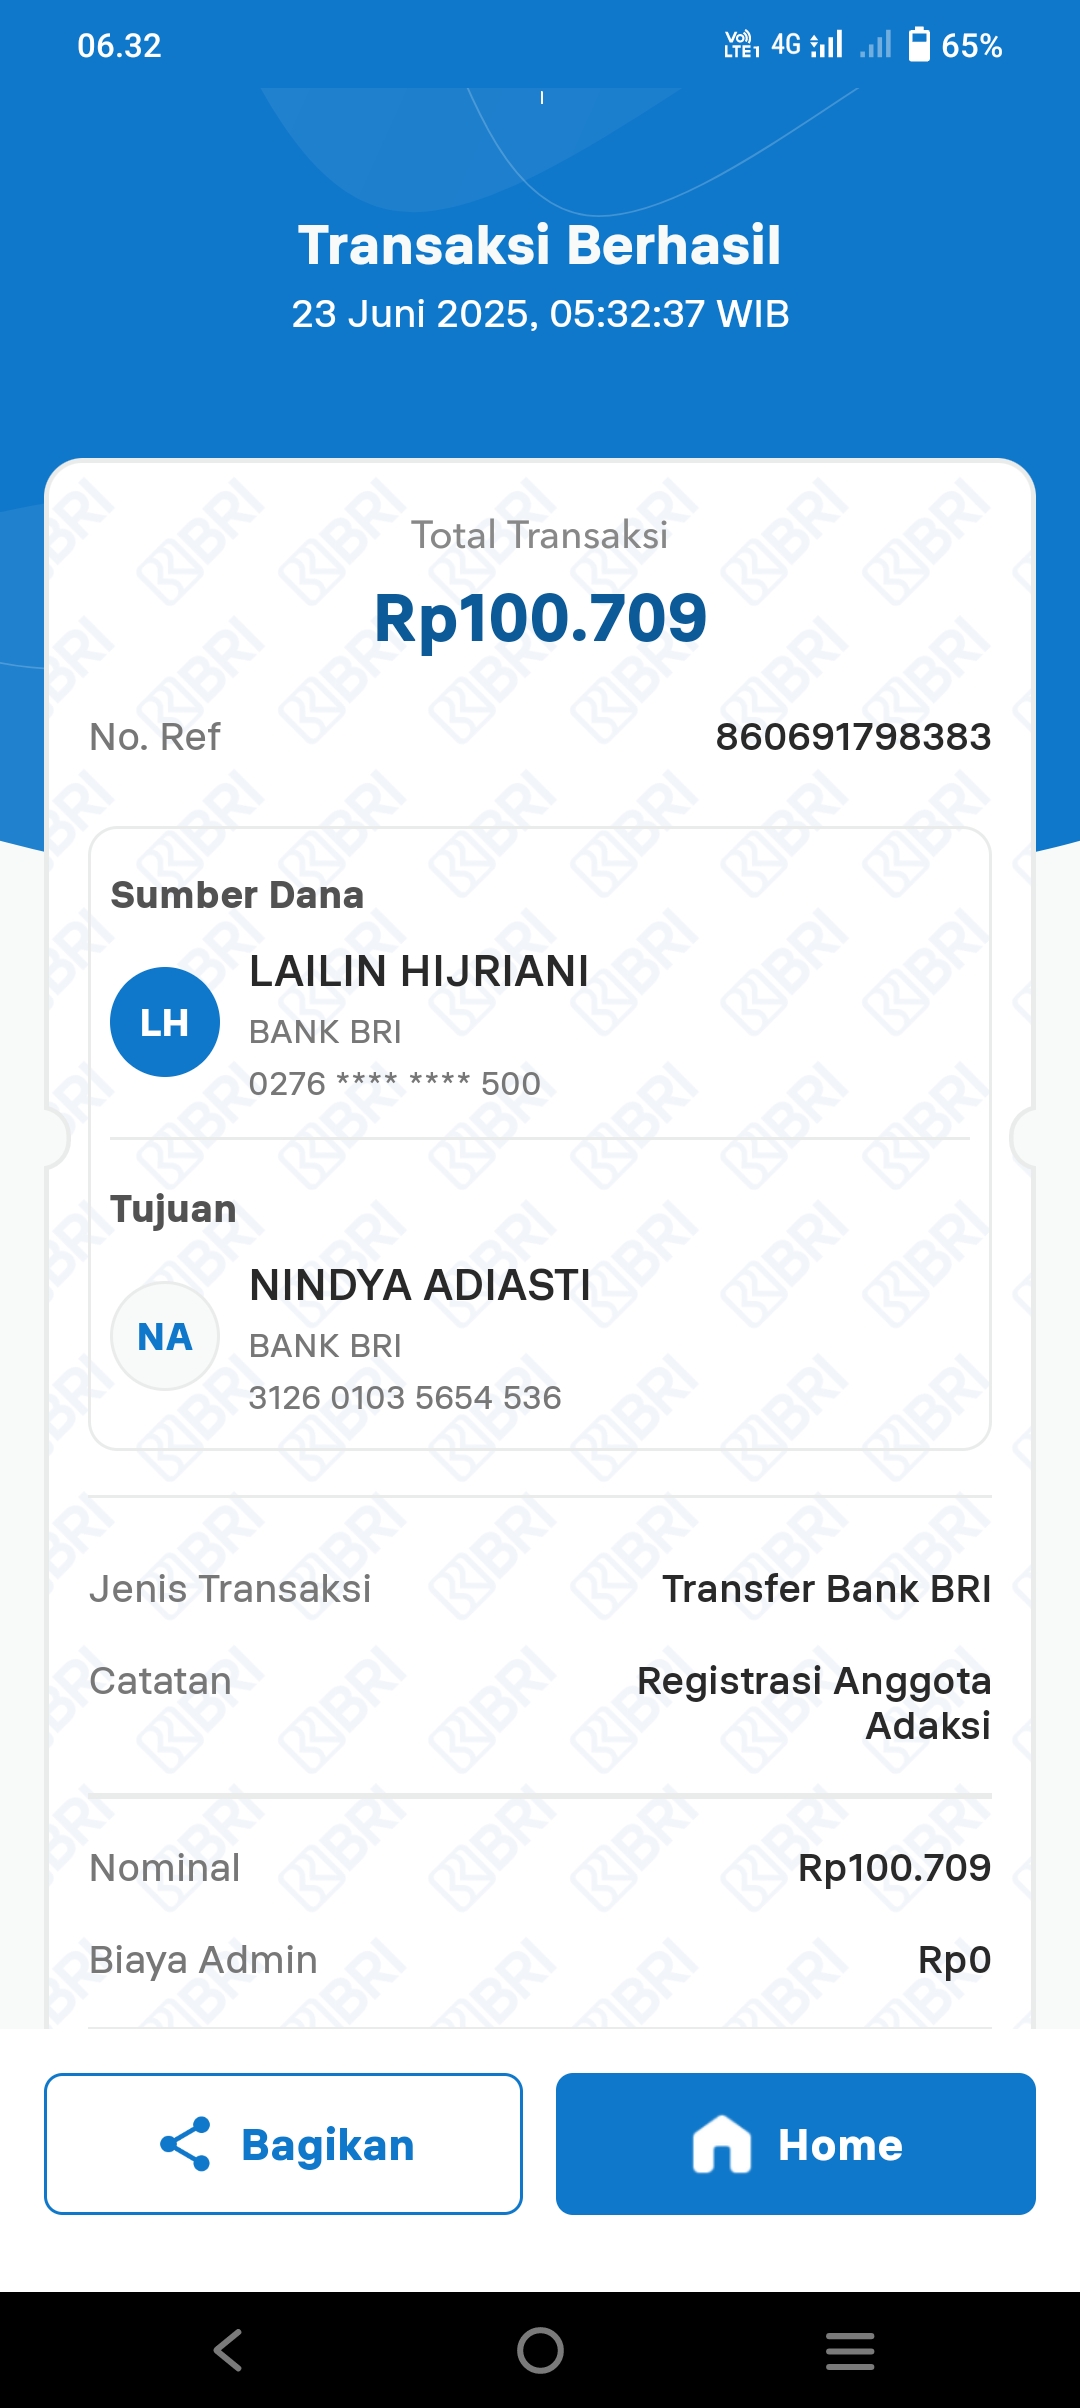 06.32
Vo) LTE1 4G 65%
Transaksi Berhasil
23 Juni 2025, 05:32:37 WIB
Total Transaksi
Rp100.709
No. Ref 860691798383
Sumber Dana
LH
LAILIN HIJRIANI
BANK BRI
0276 **** **** 500
Tujuan
NA
NINDYA ADIASTI
BANK BRI
3126 0103 5654 536
Jenis Transaksi Transfer Bank BRI
Catatan Registrasi Anggota
Adaksi
Nominal Rp100.709
Biaya Admin Rp0
Bagikan Home